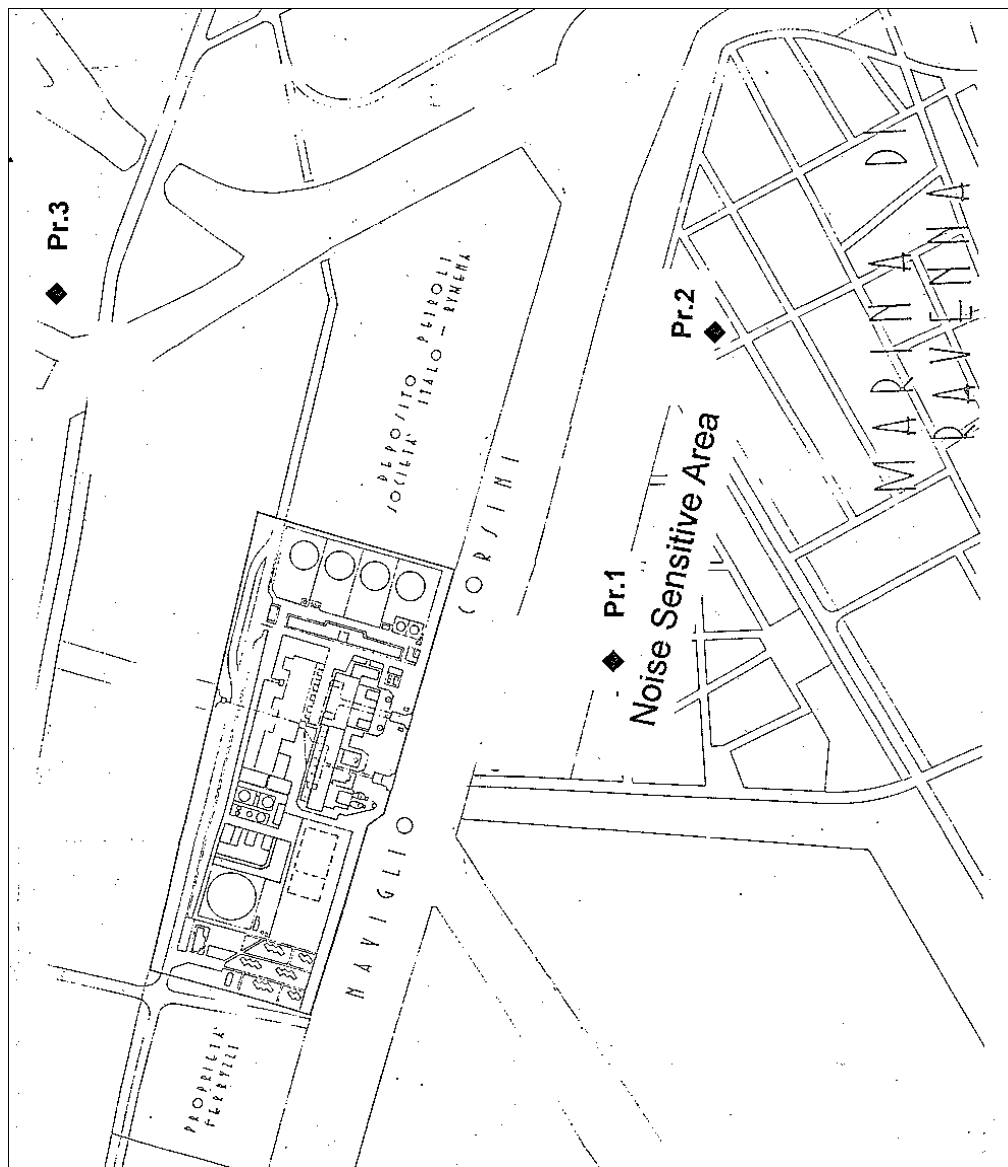 Pr.3
DEPOSITO PETROLI
SOCIETA' ITALO – RUMENA
Pr.2
MARINA DI
RAVENNA
CORSINI
Pr.1
Noise Sensitive Area
NAVIGLIO
PROPRIETA'